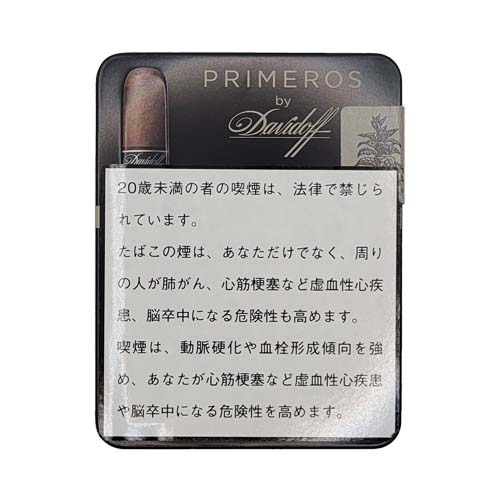 PRIMEROS
by
Davidoff
Davidoff
20歳未満の者の喫煙は、法律で禁じら
れています。
たばこの煙は、あなただけでなく、周り
の人が肺がん、心筋梗塞など虚血性心疾
患、脳卒中になる危険性も高めます。
喫煙は、動脈硬化や血栓形成傾向を強
め、あなたが心筋梗塞など虚血性心疾患
や脳卒中になる危険性を高めます。